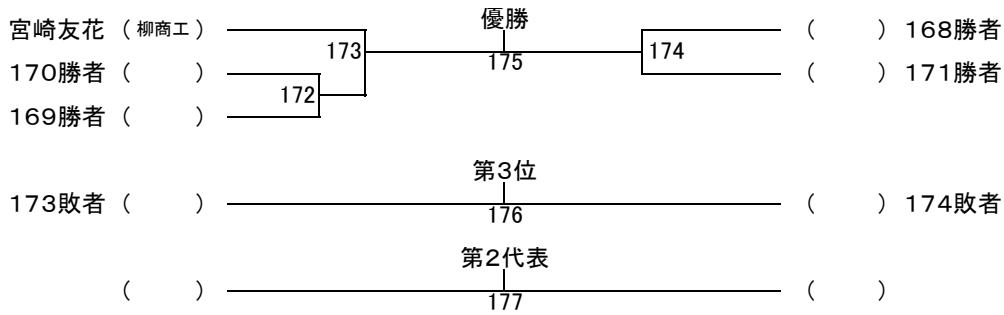 優勝
宮崎友花 （ 柳商工 ） （ ） 168勝者
173 175 174
170勝者 （ ） （ ） 171勝者
172
169勝者 （ ）
第3位
173敗者 （ ） （ ） 174敗者
176
第2代表
（ ） （ ）
177